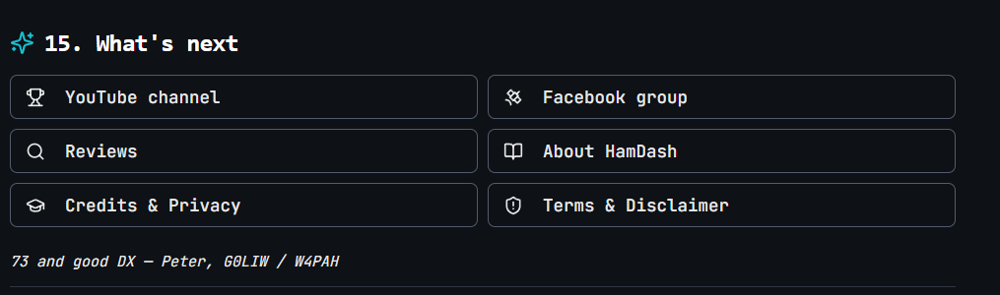 15. What's next
YouTube channel
Facebook group
Reviews
About HamDash
Credits & Privacy
Terms & Disclaimer
73 and good DX — Peter, G0LIW / W4PAH